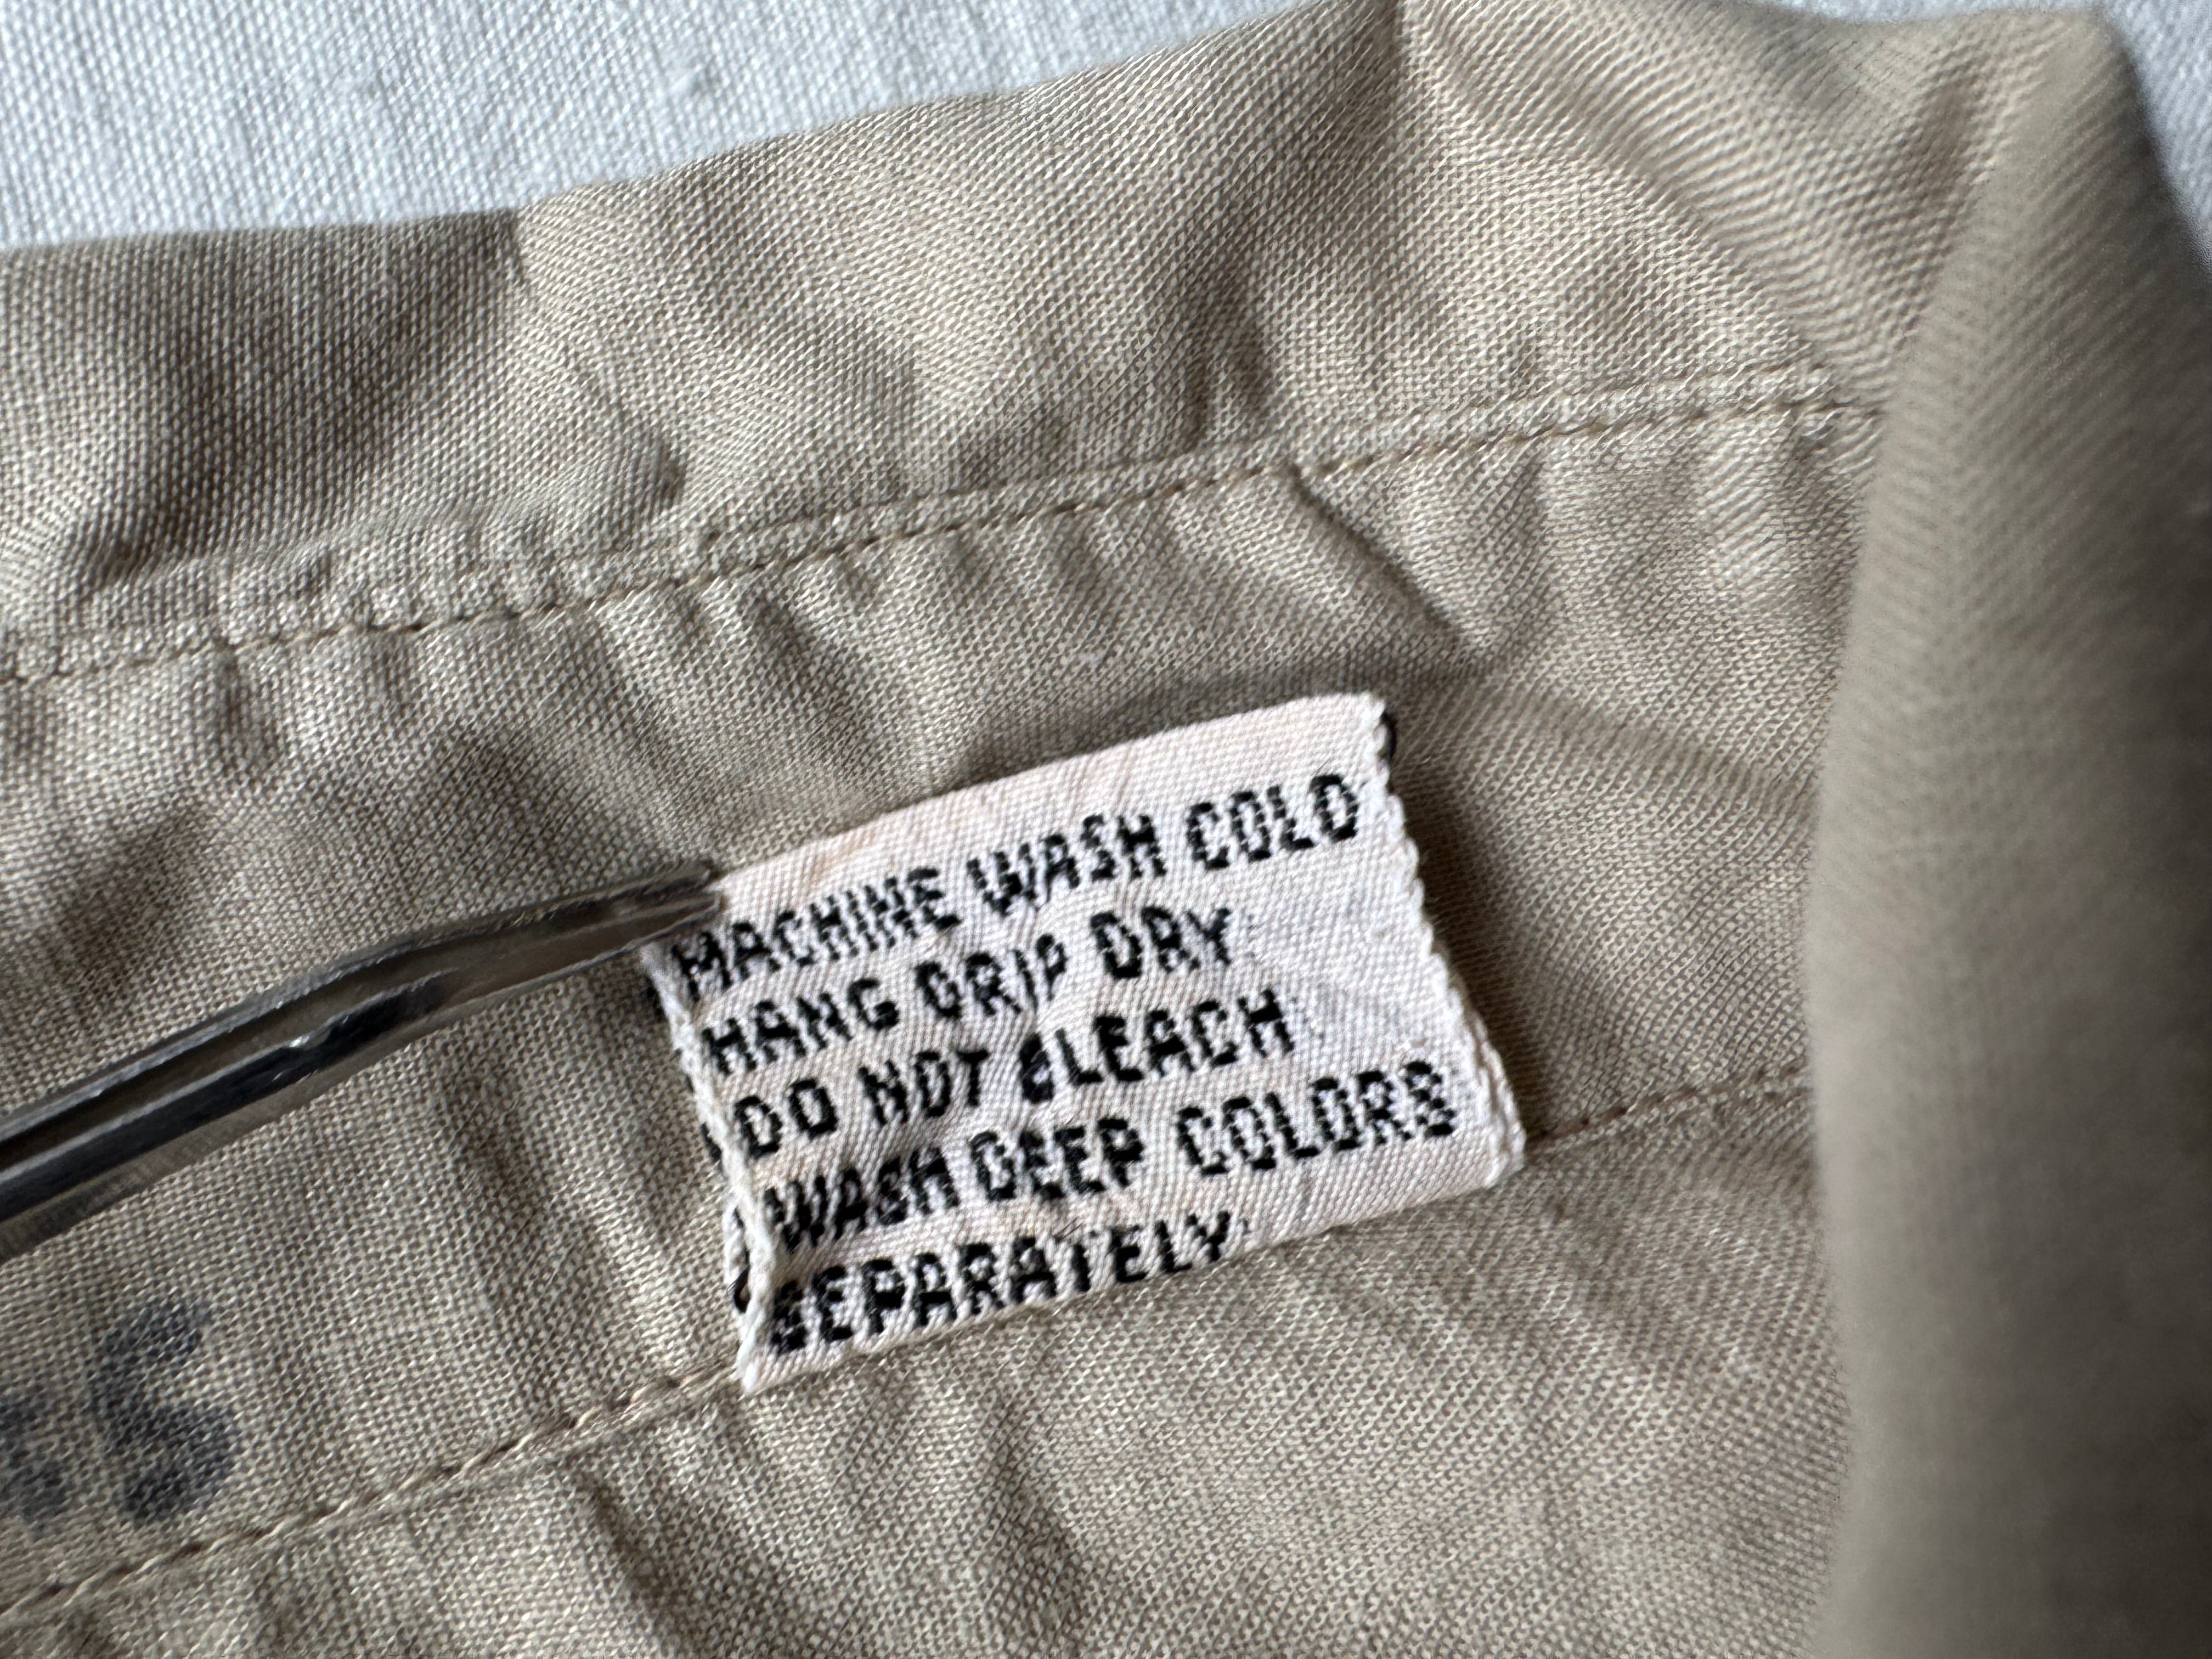 MACHINE WASH COLD
HANG DRIP DRY
DO NOT BLEACH
WASH DEEP COLORS
SEPARATELY